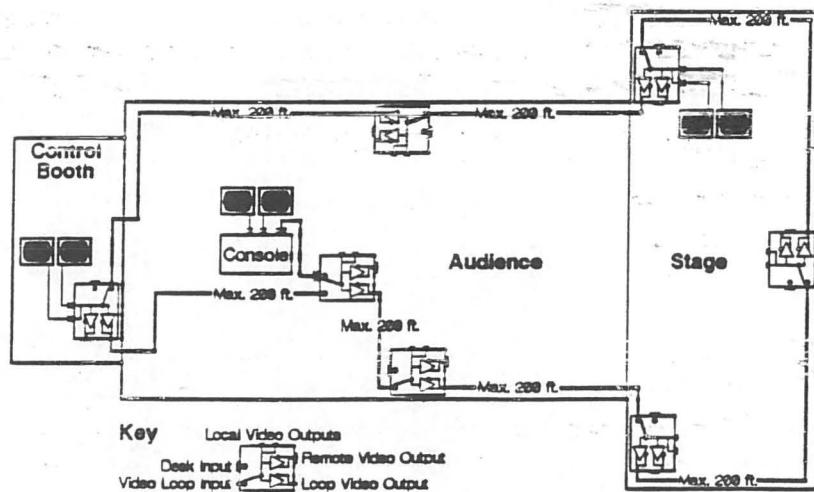 Max. 200 ft.
Max. 200 ft.
Max. 200 ft.
Control
Booth
Console
Audience
Stage
Max. 200 ft.
Max. 200 ft.
Max. 200 ft.
Key
Local Video Outputs
Desk Input
Remote Video Output
Video Loop Input
Loop Video Output
Max. 200 ft.